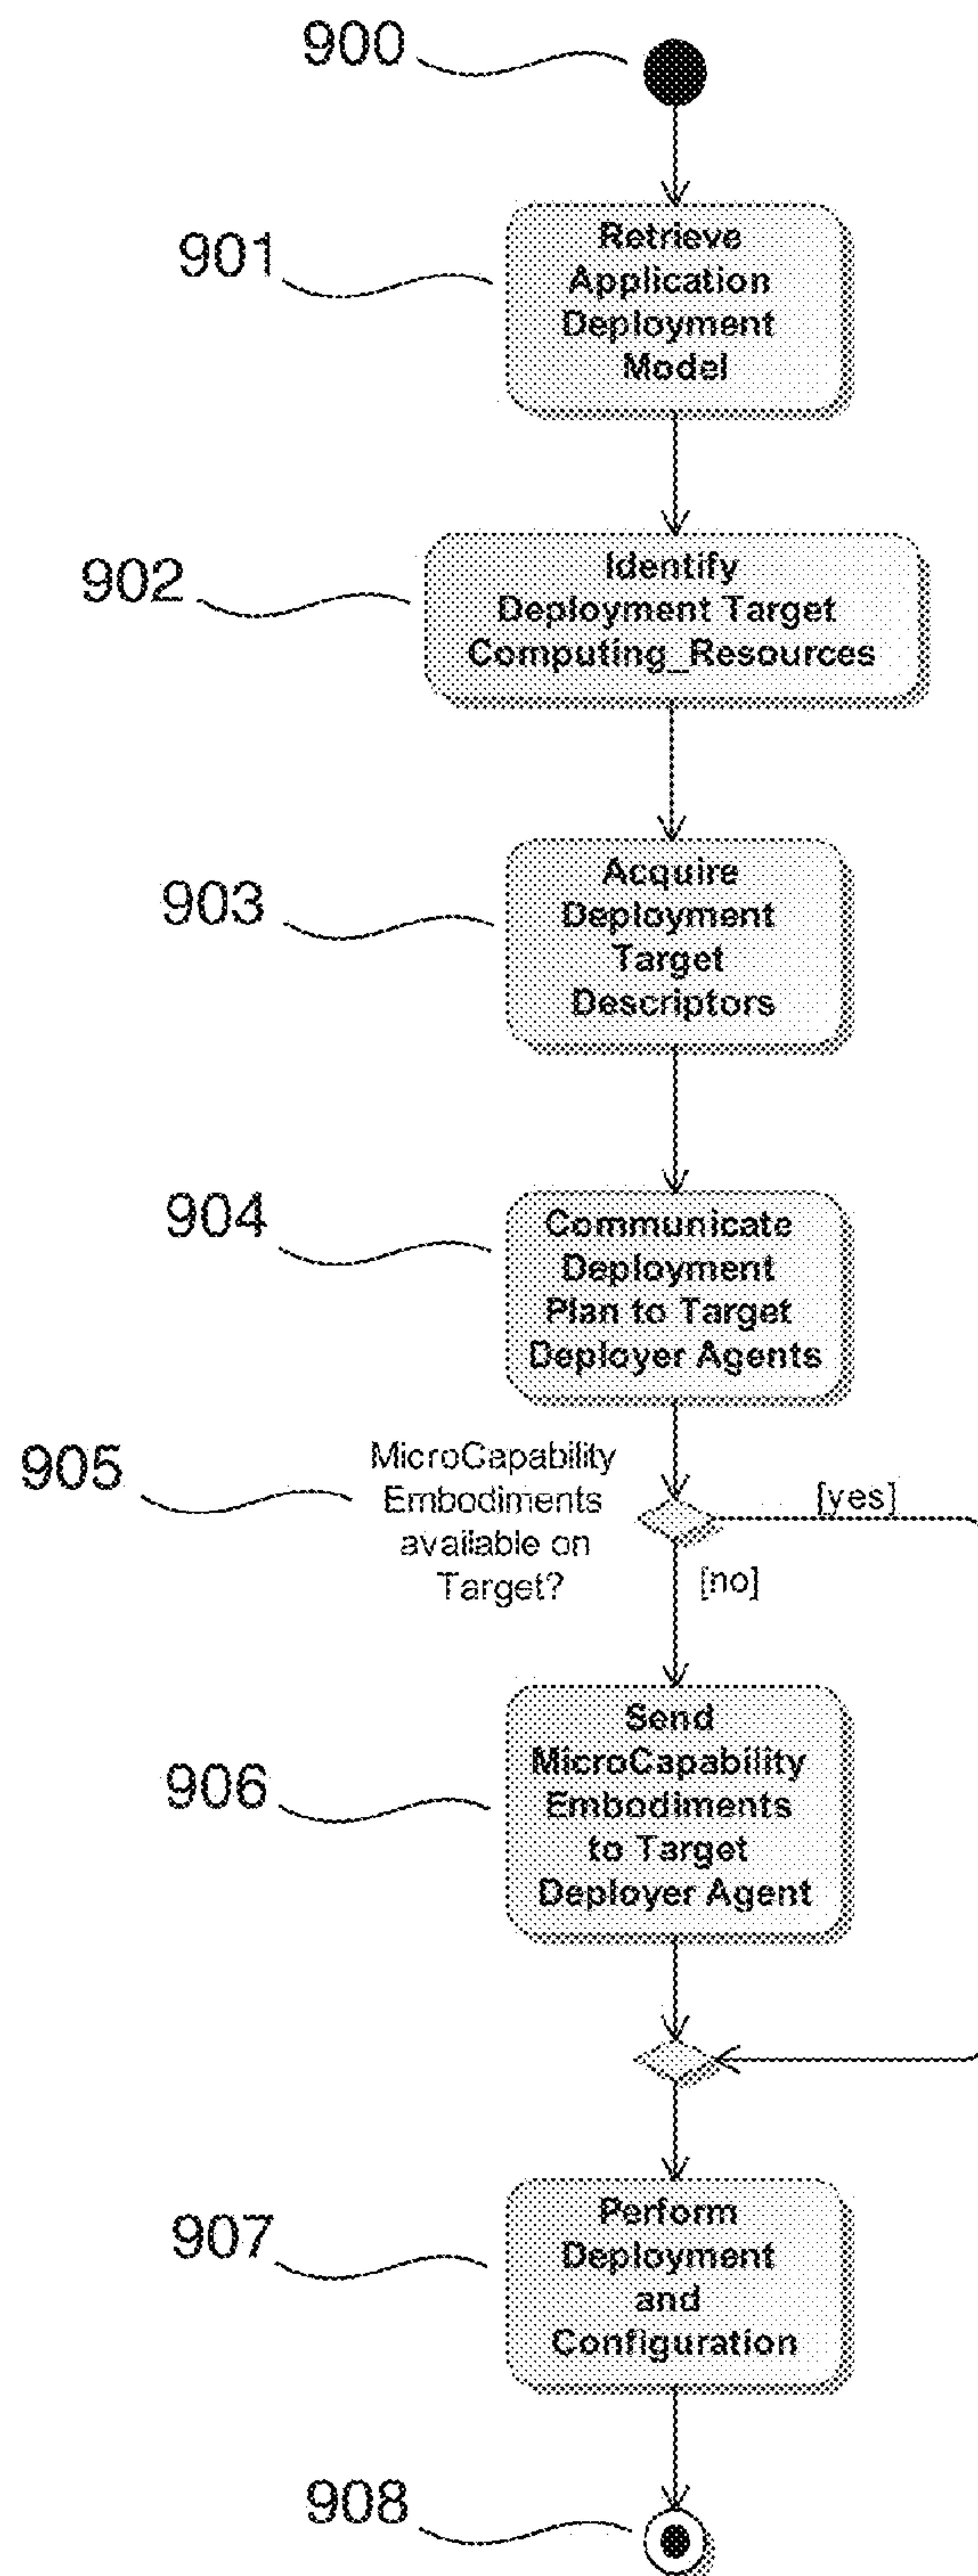 900
901
Retrieve
Application
Deployment
Model
902
Identify
Deployment Target
Computing_Resources
903
Acquire
Deployment
Target
Descriptors
904
Communicate
Deployment
Plan to Target
Deployer Agents
905
MicroCapability
Embodiments
available on
Target?
[yes]
[no]
906
Send
MicroCapability
Embodiments
to Target
Deployer Agent
907
Perform
Deployment
and
Configuration
908